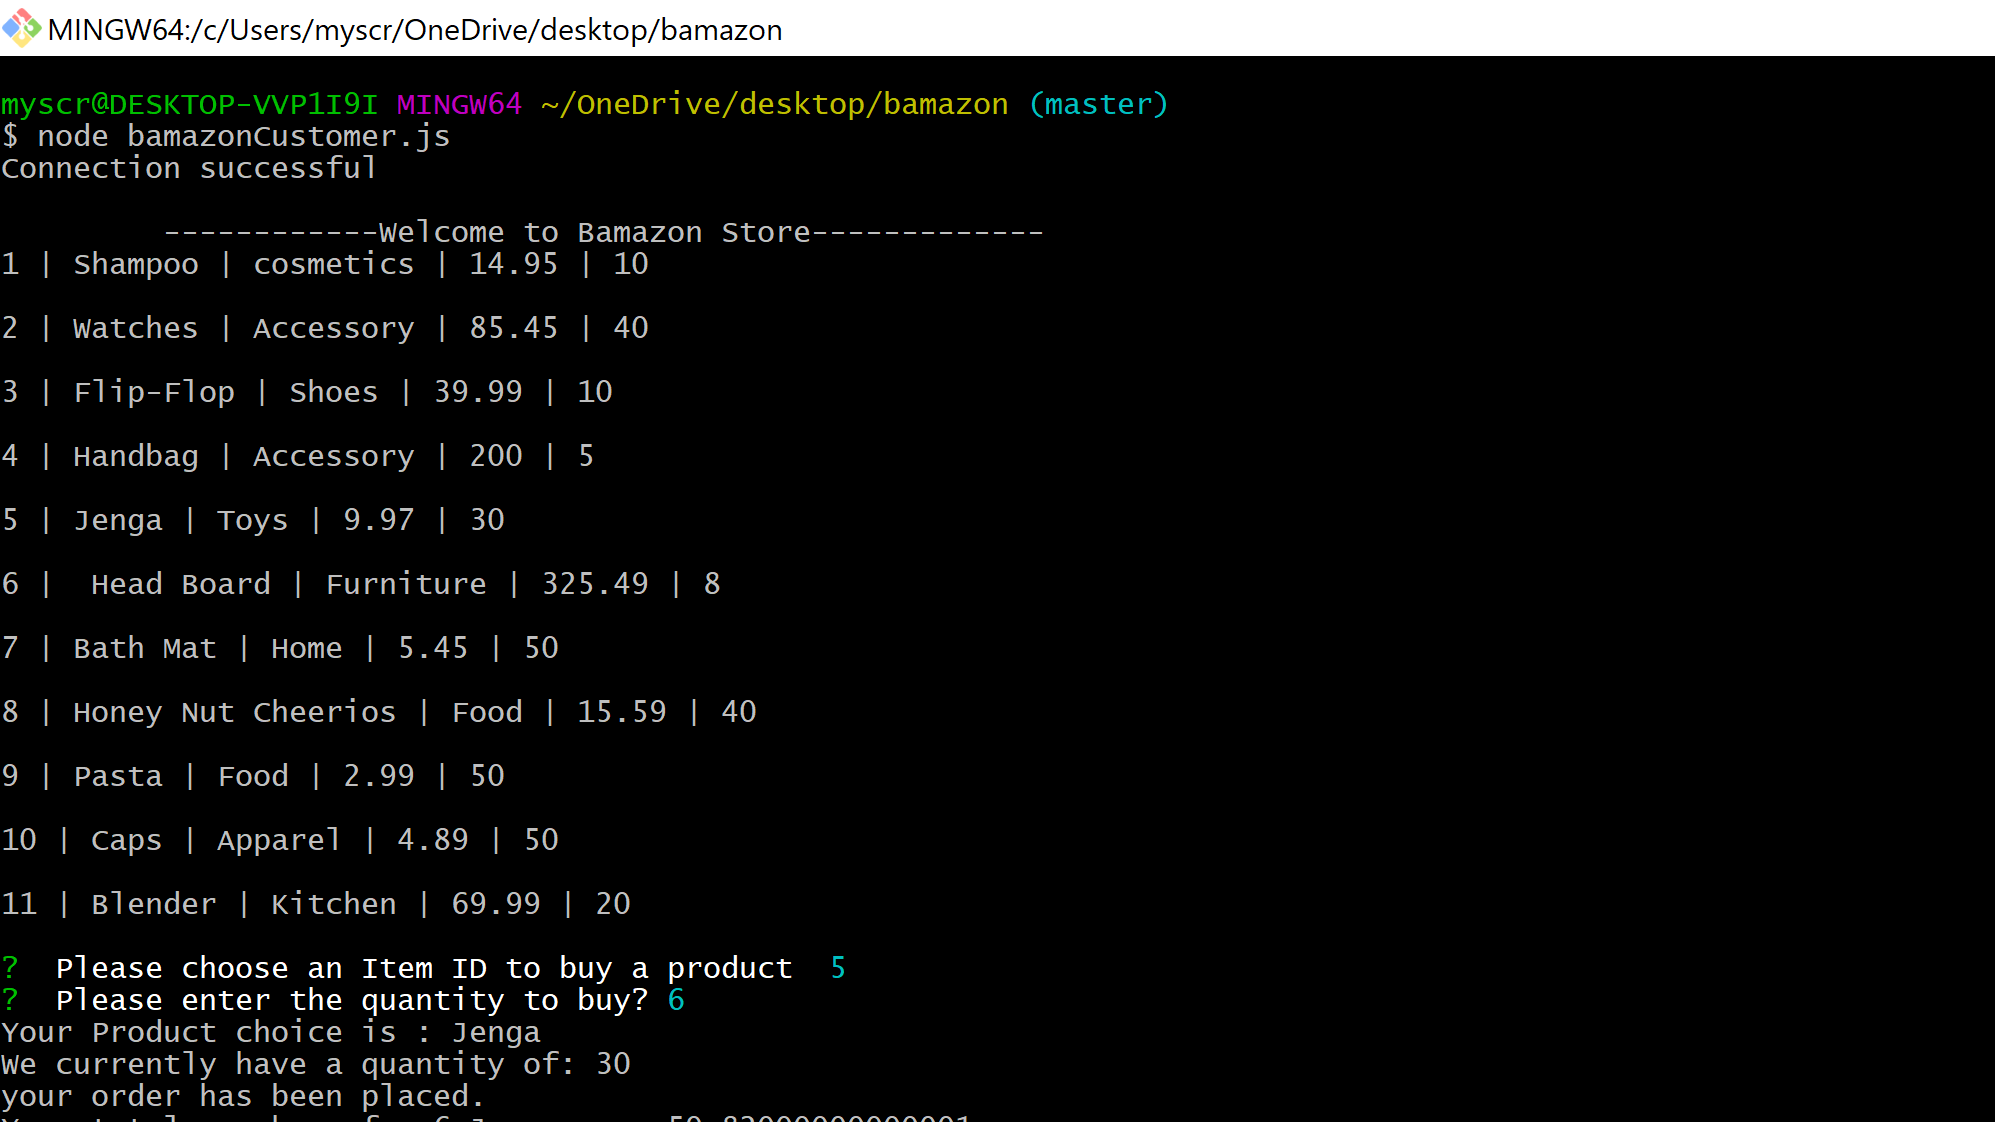 MINGW64:/c/Users/myscr/OneDrive/desktop/bamazon
myscr@DESKTOP-VVP1I9I MINGW64 ~/OneDrive/desktop/bamazon (master)
$ node bamazonCustomer.js
Connection successful
------------Welcome to Bamazon Store-------------
1 | Shampoo | cosmetics | 14.95 | 10
2 | Watches | Accessory | 85.45 | 40
3 | Flip-Flop | Shoes | 39.99 | 10
4 | Handbag | Accessory | 200 | 5
5 | Jenga | Toys | 9.97 | 30
6 |  Head Board | Furniture | 325.49 | 8
7 | Bath Mat | Home | 5.45 | 50
8 | Honey Nut Cheerios | Food | 15.59 | 40
9 | Pasta | Food | 2.99 | 50
10 | Caps | Apparel | 4.89 | 50
11 | Blender | Kitchen | 69.99 | 20
?  Please choose an Item ID to buy a product  5
?  Please enter the quantity to buy? 6
Your Product choice is : Jenga
We currently have a quantity of: 30
your order has been placed.